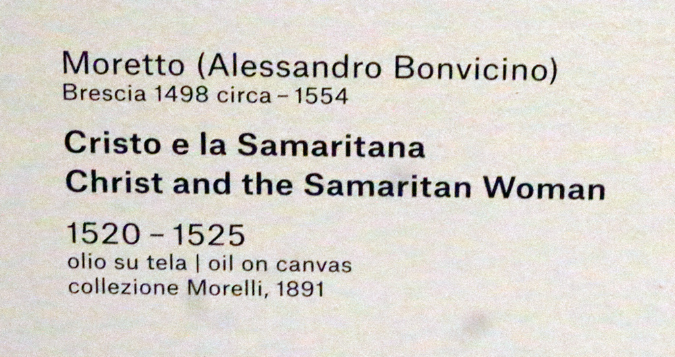 Moretto (Alessandro Bonvicino)
Brescia 1498 circa – 1554
Cristo e la Samaritana
Christ and the Samaritan Woman
1520 – 1525
olio su tela | oil on canvas
collezione Morelli, 1891